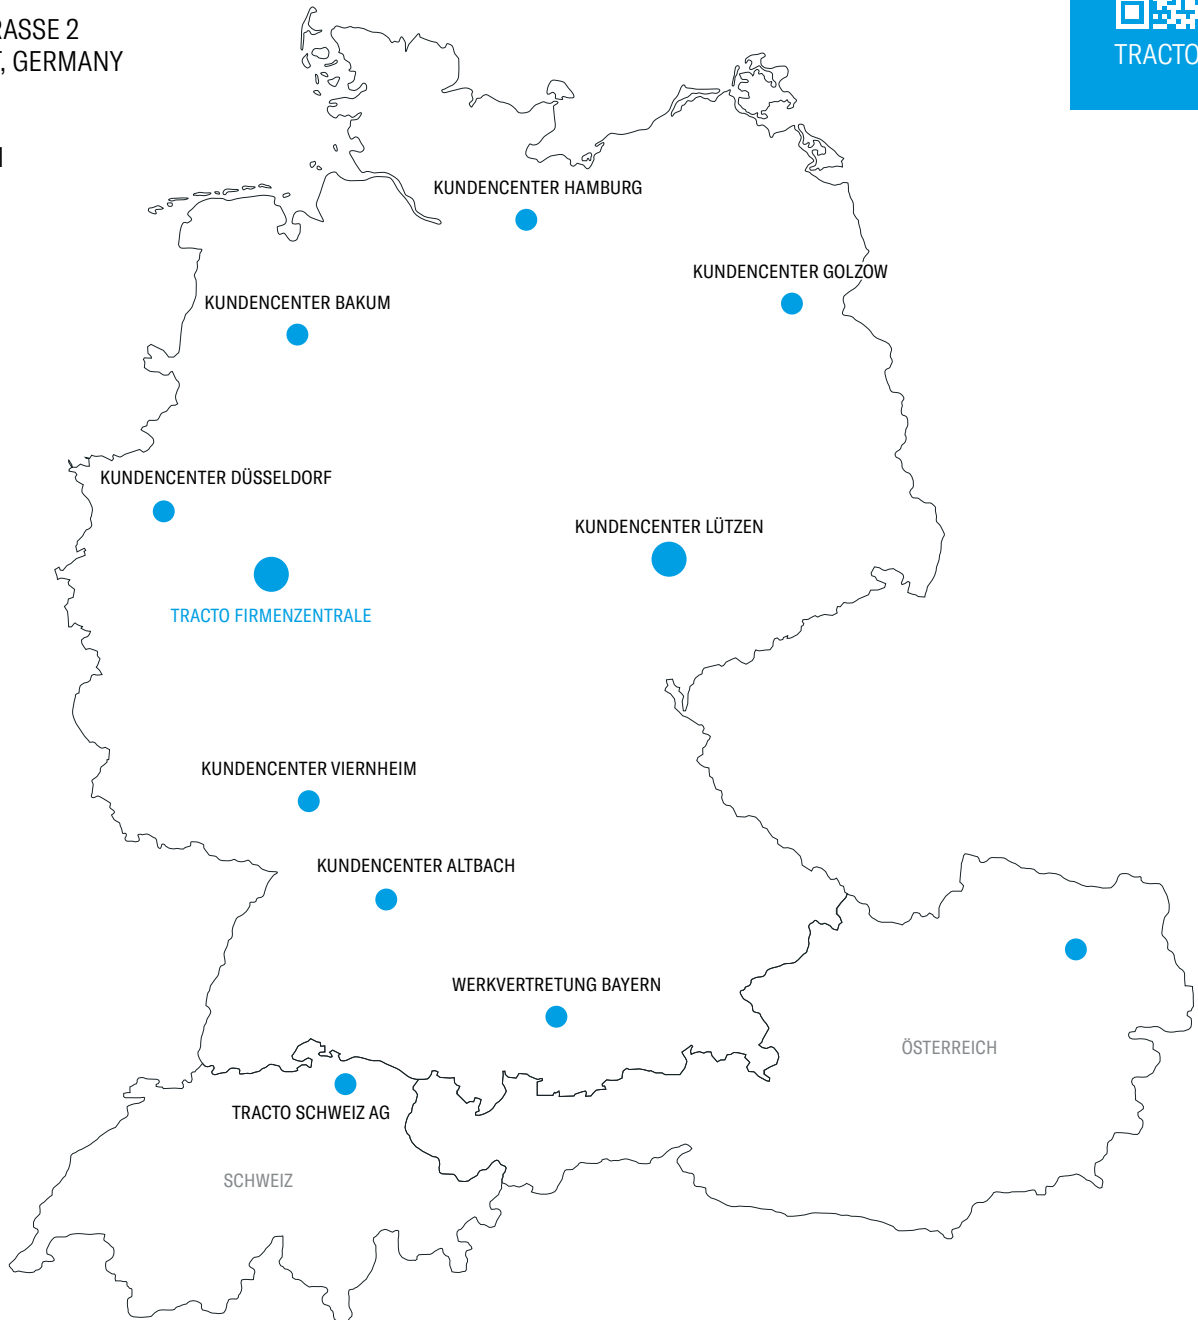 RASSE 2
, GERMANY
TRACTO
KUNDENCENTER HAMBURG
KUNDENCENTER GOLZOW
KUNDENCENTER BAKUM
KUNDENCENTER DÜSSELDORF
KUNDENCENTER LÜTZEN
TRACTO FIRMENZENTRALE
KUNDENCENTER VIERNHEIM
KUNDENCENTER ALTBACH
WERKVERTRETUNG BAYERN
ÖSTERREICH
TRACTO SCHWEIZ AG
SCHWEIZ